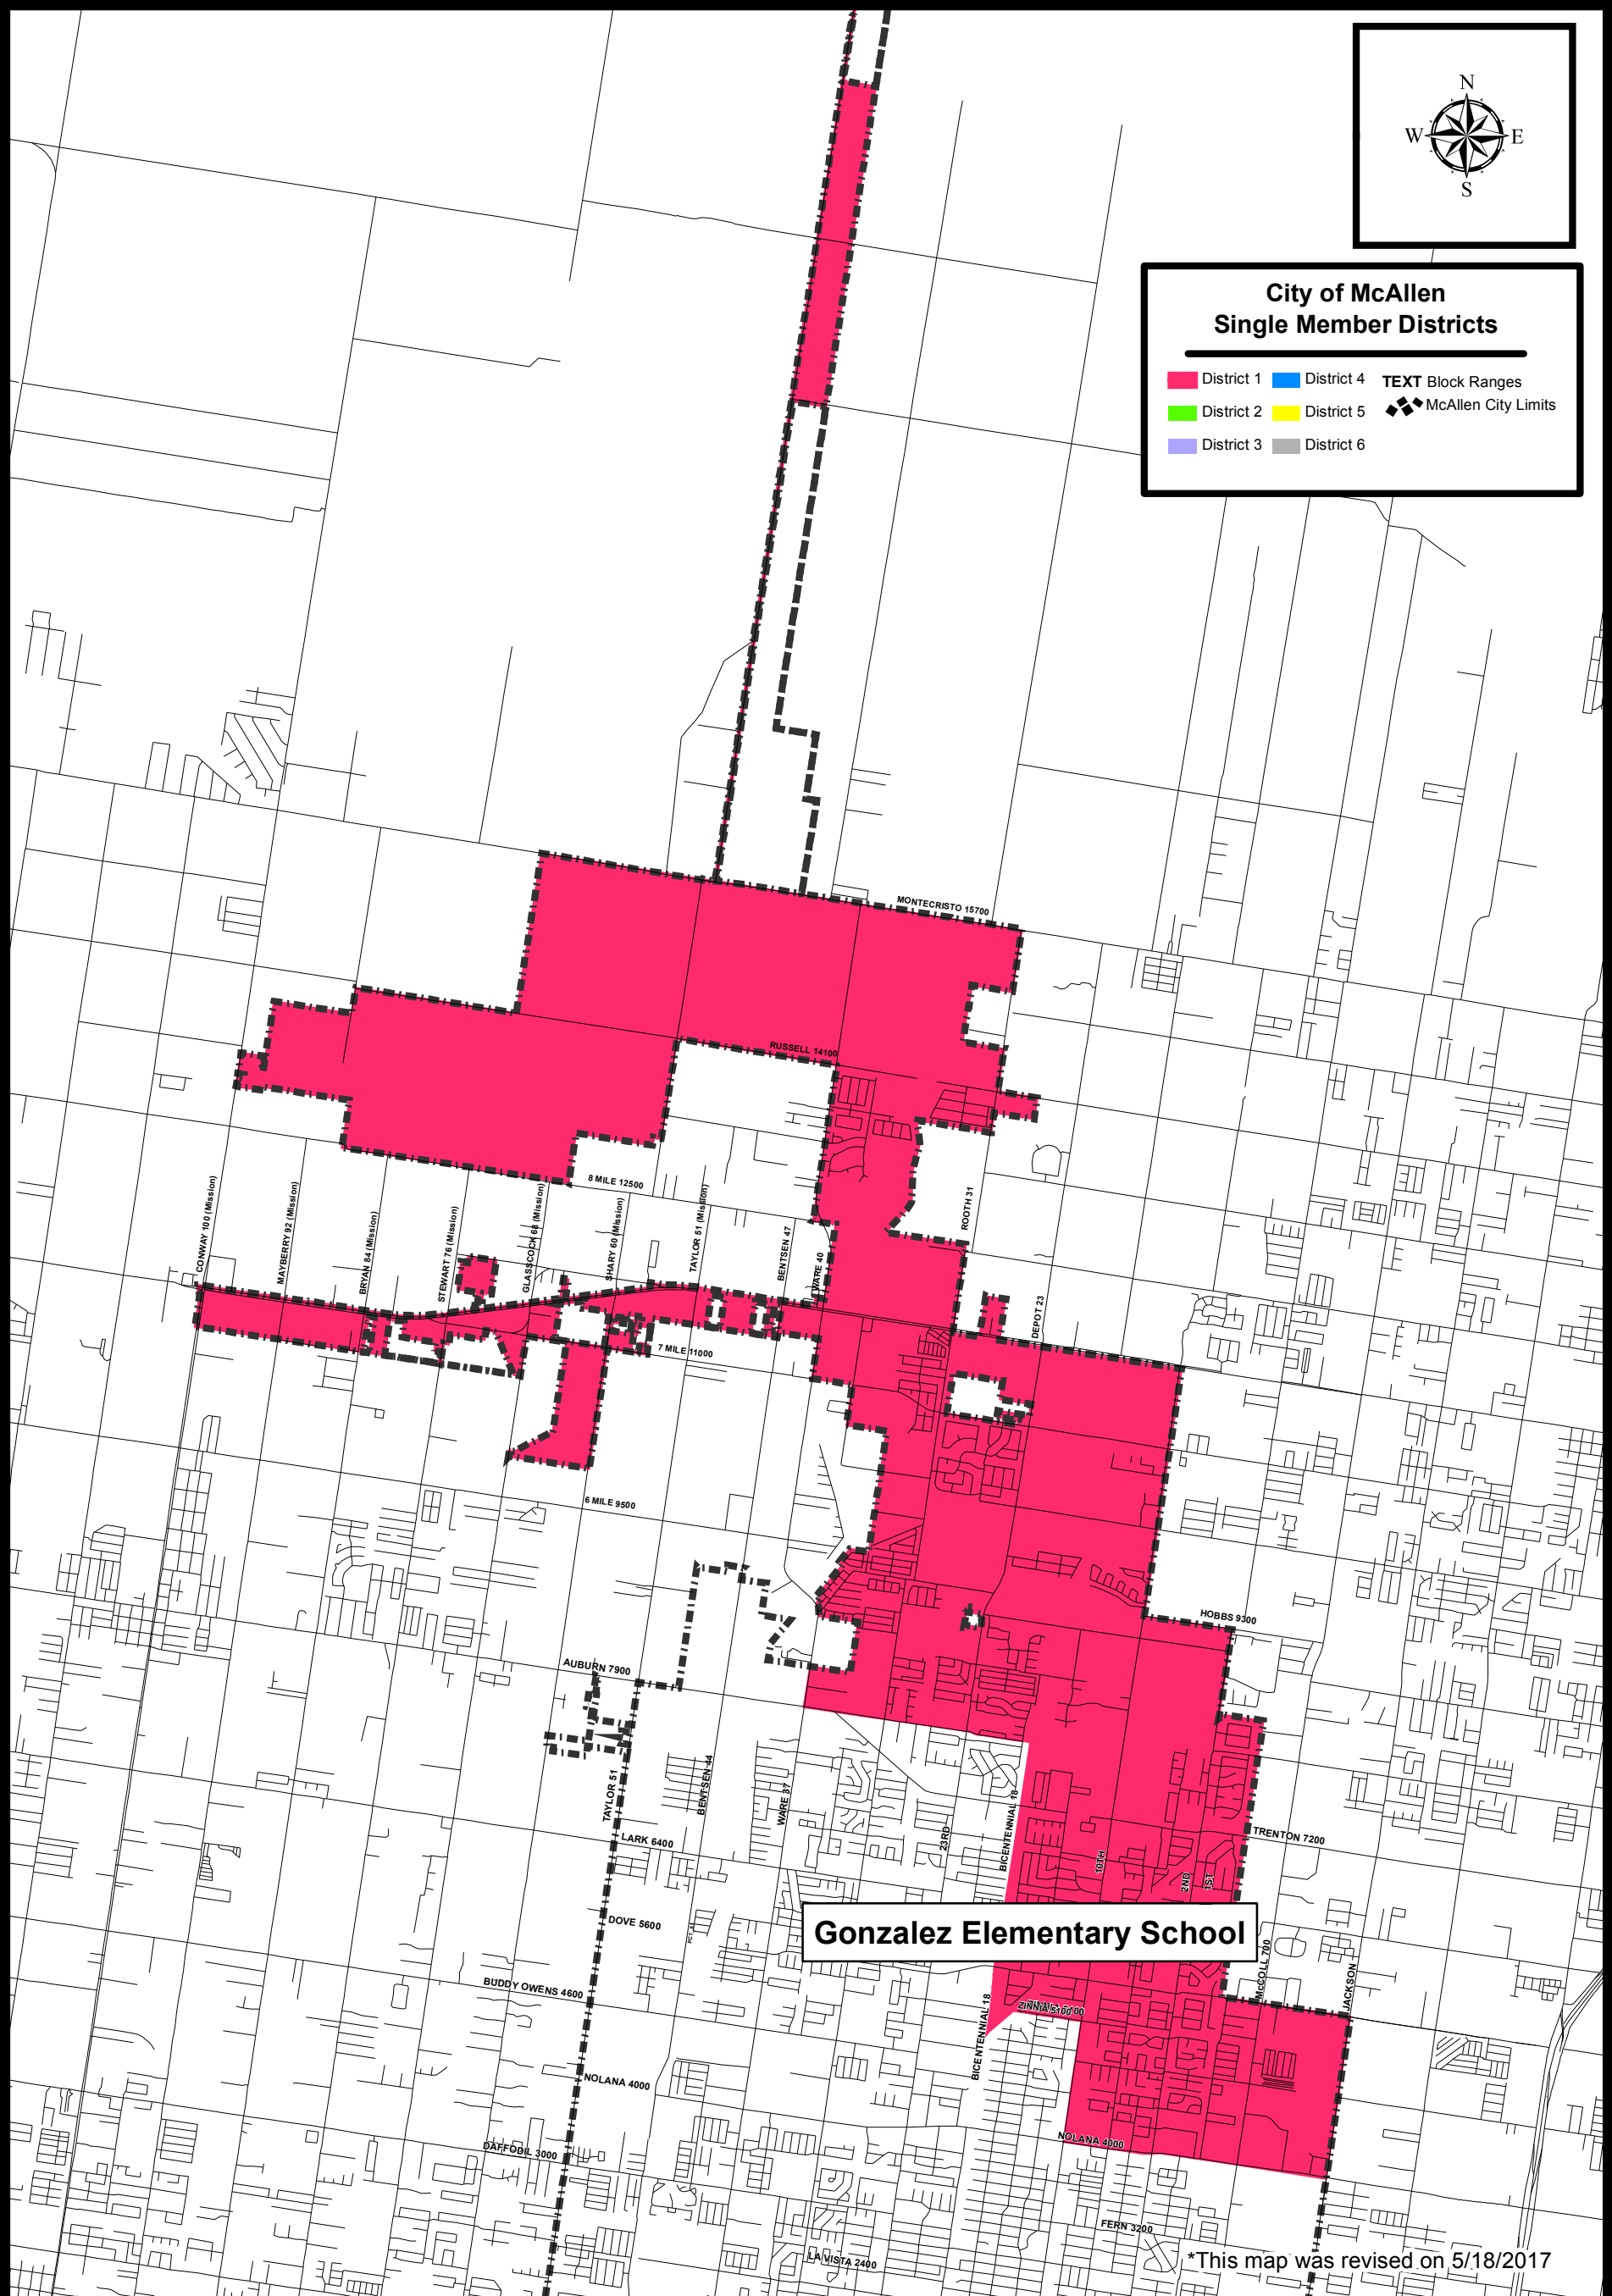 N
W E
S
City of McAllen
Single Member Districts
District 1 District 4 TEXT Block Ranges
District 2 District 5 McAllen City Limits
District 3 District 6
MONTECRISTO 15700
RUSSELL 14100
8 MILE 12500
CONWAY 100 (Mission)
MAYBERRY 92 (Mission)
BRYAN 84 (Mission)
STEWART 76 (Mission)
GLASSCOCK 68 (Mission)
SHARY 60 (Mission)
TAYLOR 51 (Mission)
BENTSEN 47
WARE 40
ROOTH 31
DEPOT 23
7 MILE 11000
6 MILE 9500
HOBBS 9300
AUBURN 7900
TAYLOR 51
BENTSEN 44
WARE 37
23RD
BICENTENNIAL 18
10TH
2ND
1ST
TRENTON 7200
LARK 6400
DOVE 5600
Gonzalez Elementary School
McCOLL 700
JACKSON
BUDDY OWENS 4600
BICENTENNIAL 18
ZINNIA 5100
NOLANA 4000
NOLANA 4000
DAFFODIL 3000
FERN 3200
LA VISTA 2400
*This map was revised on 5/18/2017